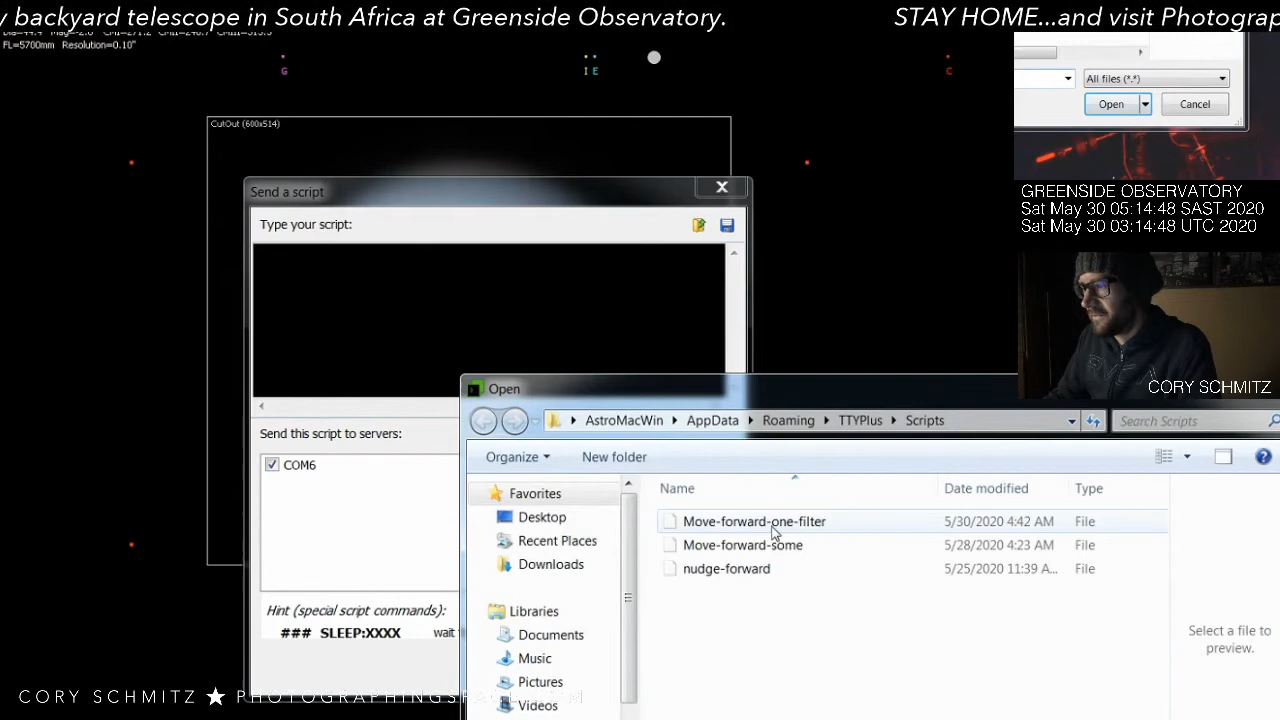 y backyard telescope in South Africa at Greenside Observatory.
STAY HOME...and visit Photograp
FL=5700mm Resolution=0.10"
G
I E
C
CutOut (600x514)
All files (*.*)
Open
Cancel
GREENSIDE OBSERVATORY
Sat May 30 05:14:48 SAST 2020
Sat May 30 03:14:48 UTC 2020
CORY SCHMITZ
Send a script
Type your script:
Send this script to servers:
COM6
Hint (special script commands):
### SLEEP:XXXX wait
Open
AstroMacWin AppData Roaming TTYPlus Scripts
Search Scripts
Organize New folder
Favorites
Desktop
Recent Places
Downloads
Libraries
Documents
Music
Pictures
Videos
Name Date modified Type
Move-forward-one-filter 5/30/2020 4:42 AM File
Move-forward-some 5/28/2020 4:23 AM File
nudge-forward 5/25/2020 11:39 A... File
Select a file to
preview.
CORY SCHMITZ ★ PHOTOGRAPHINGSPACE.COM